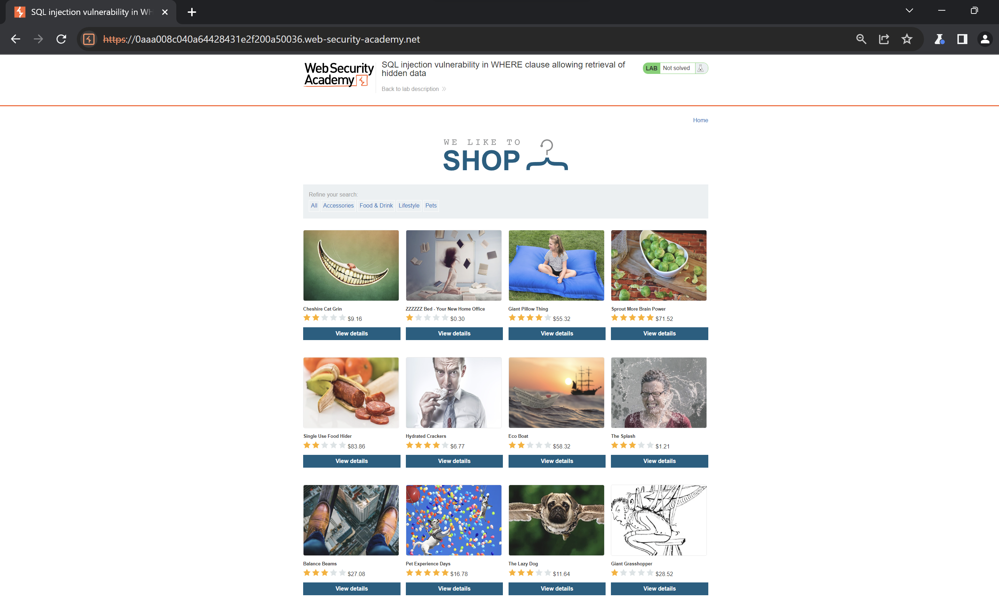 SQL injection vulnerability in WH
https://0aaa008c040a64428431e2f200a50036.web-security-academy.net
Web Security
Academy
SQL injection vulnerability in WHERE clause allowing retrieval of
hidden data
Back to lab description
LAB Not solved
Home
WE LIKE TO
SHOP
Refine your search:
All Accessories Food & Drink Lifestyle Pets
Cheshire Cat Grin ZZZZZZ Bed - Your New Home Office Giant Pillow Thing Sprout More Brain Power
$9.16 $0.30 $55.32 $71.52
View details View details View details View details
Single Use Food Hider Hydrated Crackers Eco Boat The Splash
$83.86 $6.77 $58.32 $1.21
View details View details View details View details
Balance Beams Pet Experience Days The Lazy Dog Giant Grasshopper
$27.08 $16.78 $11.64 $28.52
View details View details View details View details